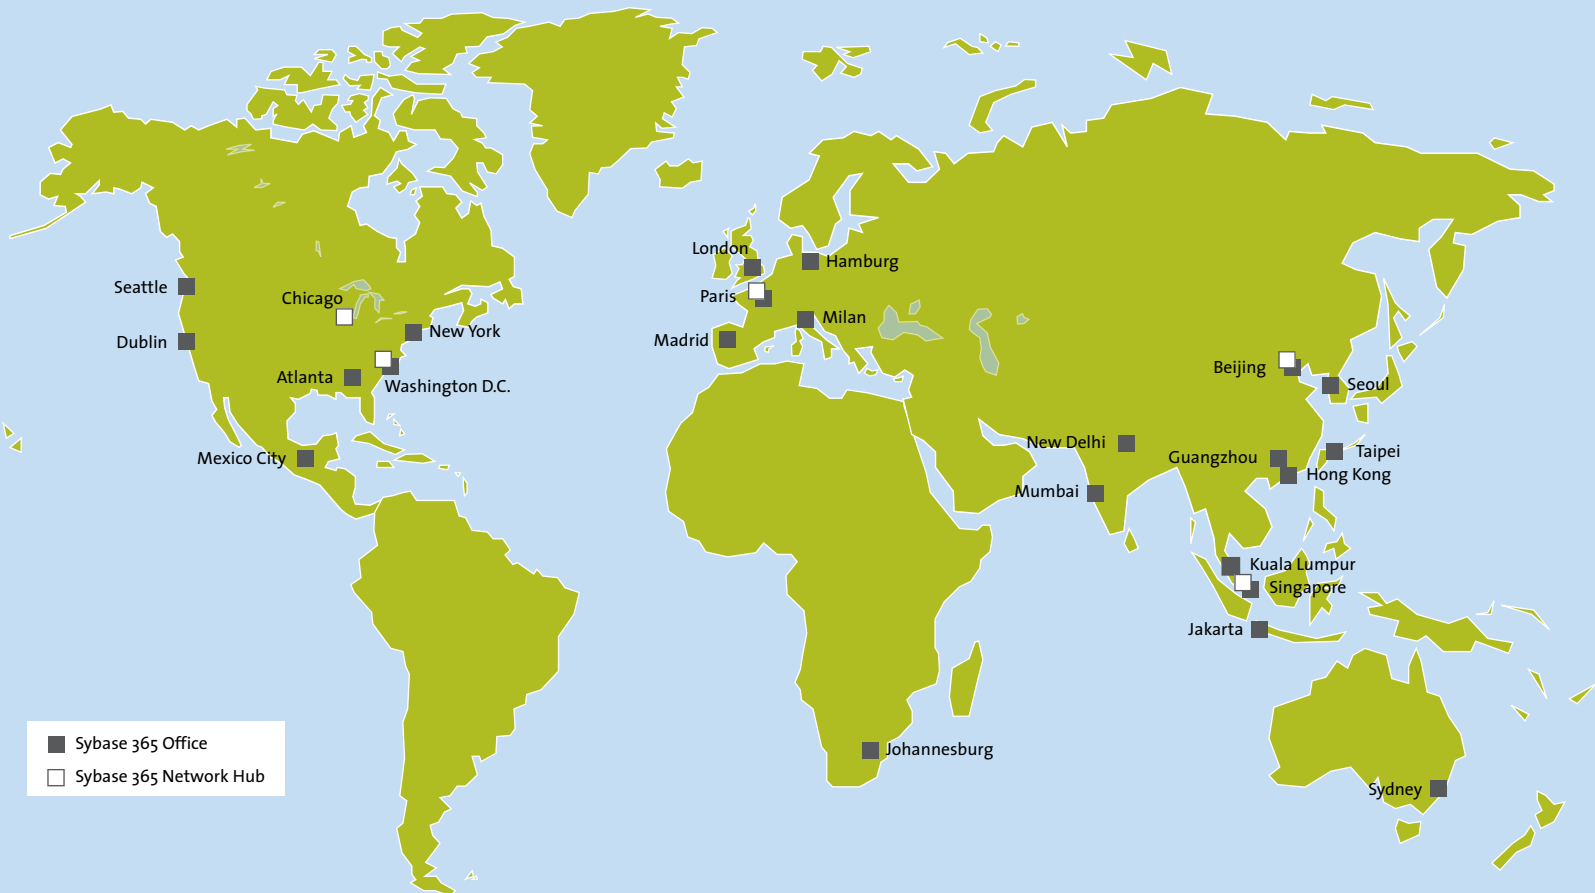 London
Hamburg
Seattle
Chicago
Paris
Milan
New York
Dublin
Madrid
Atlanta
Washington D.C.
Beijing
Seoul
New Delhi
Taipei
Mexico City
Guangzhou
Hong Kong
Mumbai
Kuala Lumpur
Singapore
Jakarta
Johannesburg
Sydney
Sybase 365 Office
Sybase 365 Network Hub